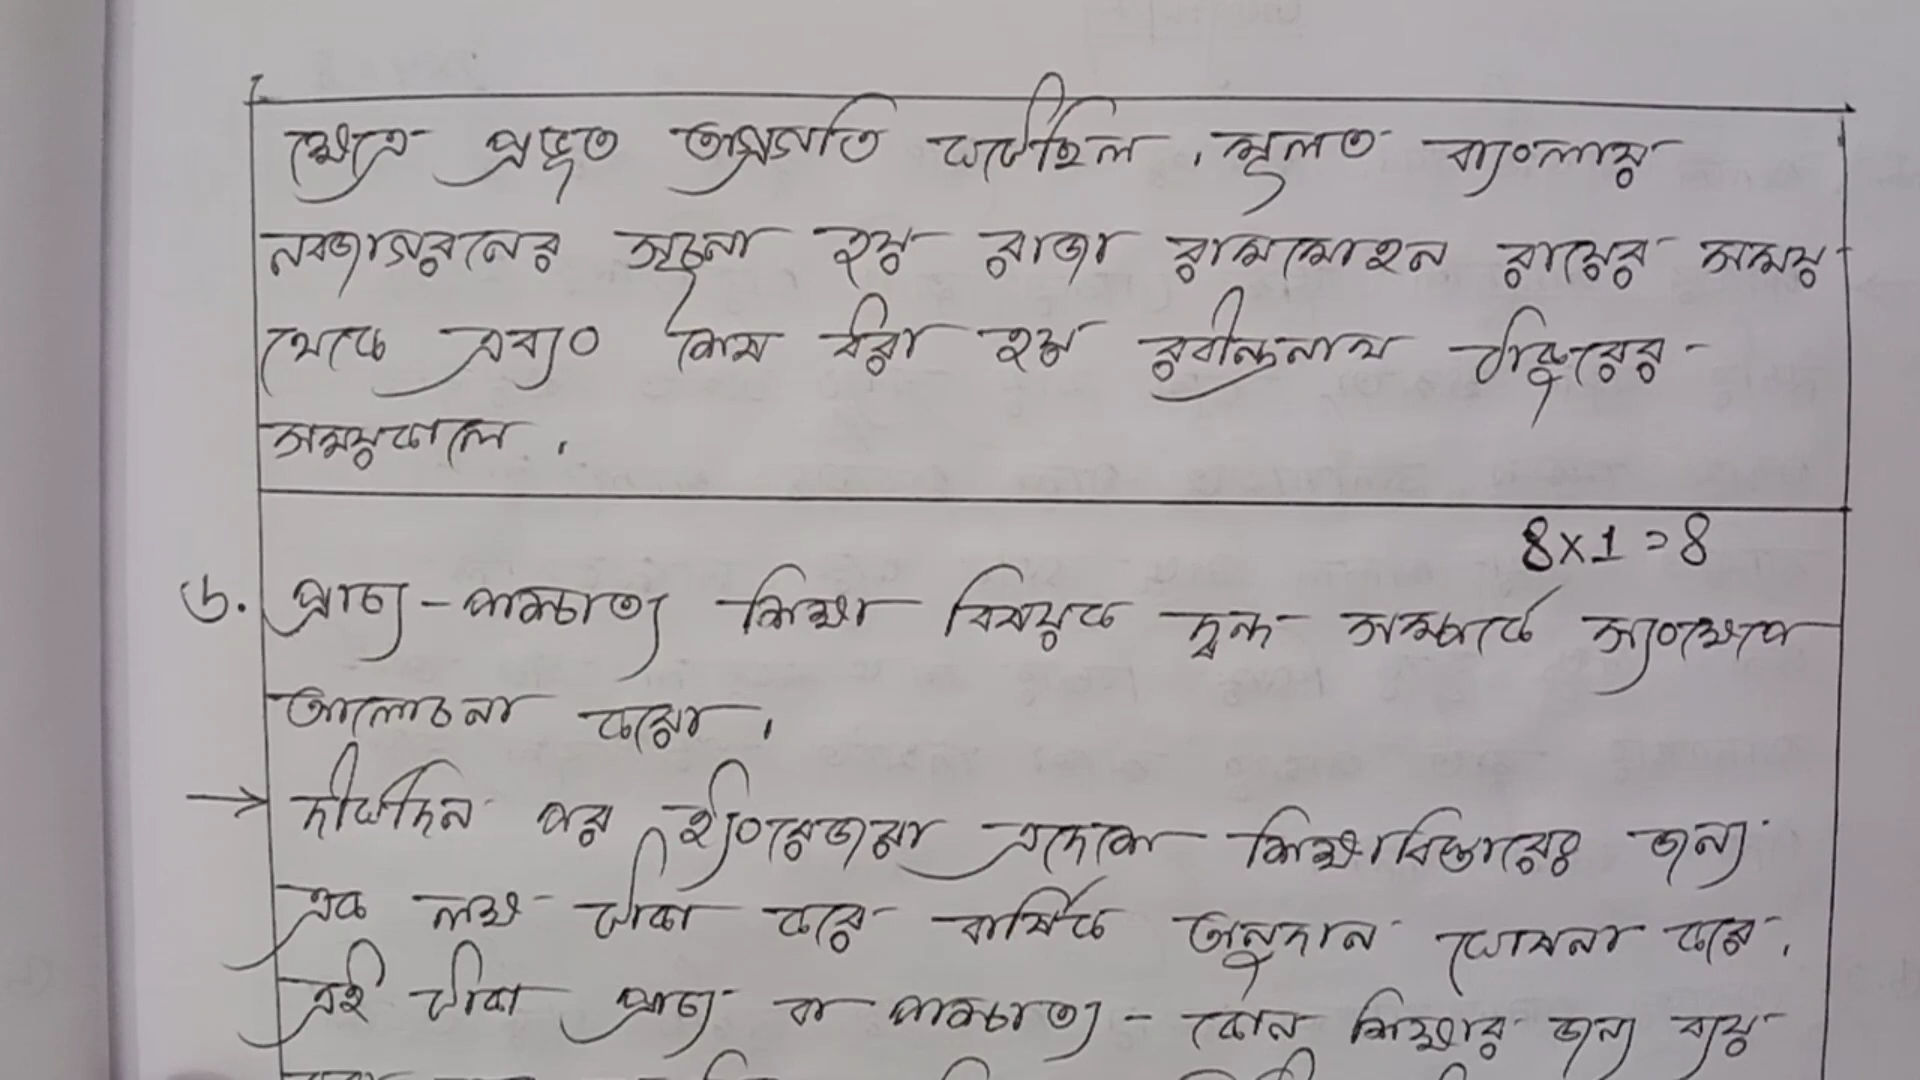 ক্ষেত্রে প্রভূত অগ্রগতি ঘটেছিল। মূলত বাংলায়
নবজাগরনের সূচনা হয় রাজা রামমোহন রায়ের সময়
থেকে এবং শেষ ধরা হয় রবীন্দ্রনাথ ঠাকুরের
সময়কালে।
8×1=8
৬. প্রাচ্য-পাশ্চাত্য শিক্ষা বিষয়ক দ্বন্দ্ব সম্পর্কে সংক্ষেপে
আলোচনা করো।
→ দীর্ঘদিন পর ইংরেজরা এদেশে শিক্ষাবিস্তারের জন্য
এক লক্ষ টাকা করে বার্ষিক অনুদান ঘোষনা করে।
এই টাকা প্রাচ্য বা পাশ্চাত্য - কোন শিক্ষার জন্য ব্যয়